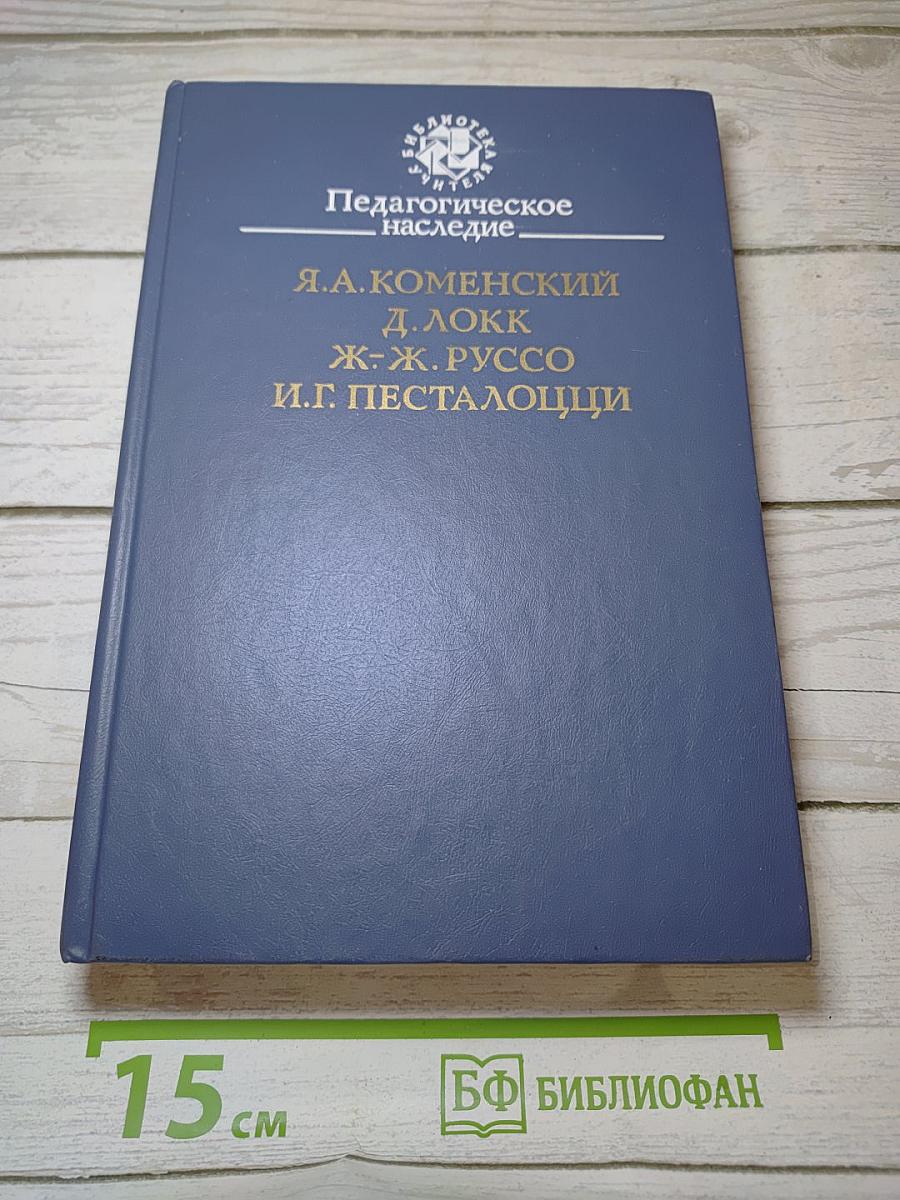 БИБЛИОТЕКА УЧИТЕЛЯ
Педагогическое
наследие
Я.А.КОМЕНСКИЙ
Д.ЛОКК
Ж.-Ж.РУССО
И.Г.ПЕСТАЛОЦЦИ
15 см
БФ БИБЛИОФАН